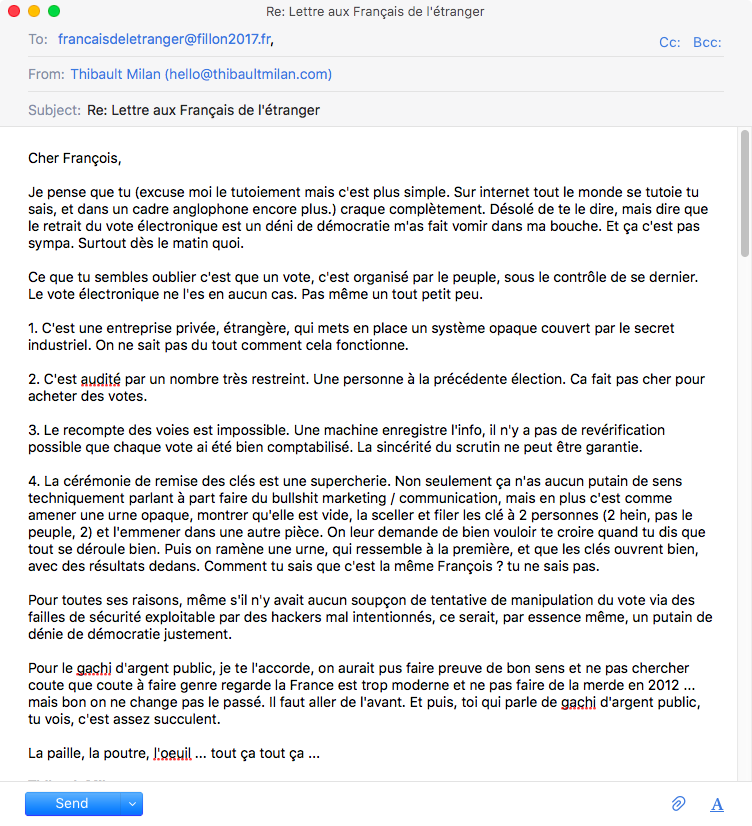 Re: Lettre aux Français de l'étranger
To: francaisdeletranger@fillon2017.fr,
Cc: Bcc:
From: Thibault Milan (hello@thibaultmilan.com)
Subject: Re: Lettre aux Français de l'étranger
Cher François,
Je pense que tu (excuse moi le tutoiement mais c'est plus simple. Sur internet tout le monde se tutoie tu
sais, et dans un cadre anglophone encore plus.) craque complètement. Désolé de te le dire, mais dire que
le retrait du vote électronique est un déni de démocratie m'as fait vomir dans ma bouche. Et ça c'est pas
sympa. Surtout dès le matin quoi.
Ce que tu sembles oublier c'est que un vote, c'est organisé par le peuple, sous le contrôle de se dernier.
Le vote électronique ne l'es en aucun cas. Pas même un tout petit peu.
1. C'est une entreprise privée, étrangère, qui mets en place un système opaque couvert par le secret
industriel. On ne sait pas du tout comment cela fonctionne.
2. C'est audité par un nombre très restreint. Une personne à la précédente élection. Ca fait pas cher pour
acheter des votes.
3. Le recompte des voies est impossible. Une machine enregistre l'info, il n'y a pas de revérification
possible que chaque vote ai été bien comptabilisé. La sincérité du scrutin ne peut être garantie.
4. La cérémonie de remise des clés est une supercherie. Non seulement ça n'as aucun putain de sens
techniquement parlant à part faire du bullshit marketing / communication, mais en plus c'est comme
amener une urne opaque, montrer qu'elle est vide, la sceller et filer les clé à 2 personnes (2 hein, pas le
peuple, 2) et l'emmener dans une autre pièce. On leur demande de bien vouloir te croire quand tu dis que
tout se déroule bien. Puis on ramène une urne, qui ressemble à la première, et que les clés ouvrent bien,
avec des résultats dedans. Comment tu sais que c'est la même François ? tu ne sais pas.
Pour toutes ses raisons, même s'il n'y avait aucun soupçon de tentative de manipulation du vote via des
failles de sécurité exploitable par des hackers mal intentionnés, ce serait, par essence même, un putain de
dénie de démocratie justement.
Pour le gachi d'argent public, je te l'accorde, on aurait pus faire preuve de bon sens et ne pas chercher
coute que coute à faire genre regarde la France est trop moderne et ne pas faire de la merde en 2012 ...
mais bon on ne change pas le passé. Il faut aller de l'avant. Et puis, toi qui parle de gachi d'argent public,
tu vois, c'est assez succulent.
La paille, la poutre, l'oeuil ... tout ça tout ça ...
Send
A